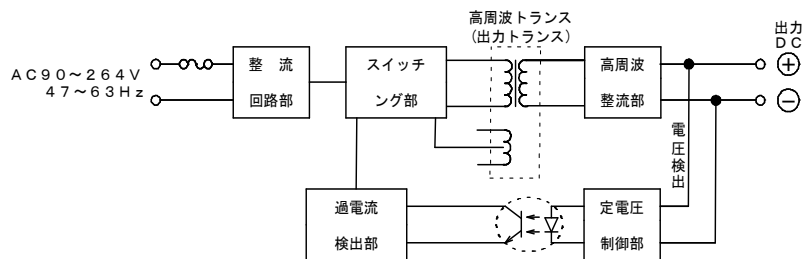 高周波トランス
(出力トランス)
出力
DC
AC90～264V
47～63Hz
整 流
回路部
スイッチ
ング部
高周波
整流部
＋
－
電圧検出
過電流
検出部
定電圧
制御部